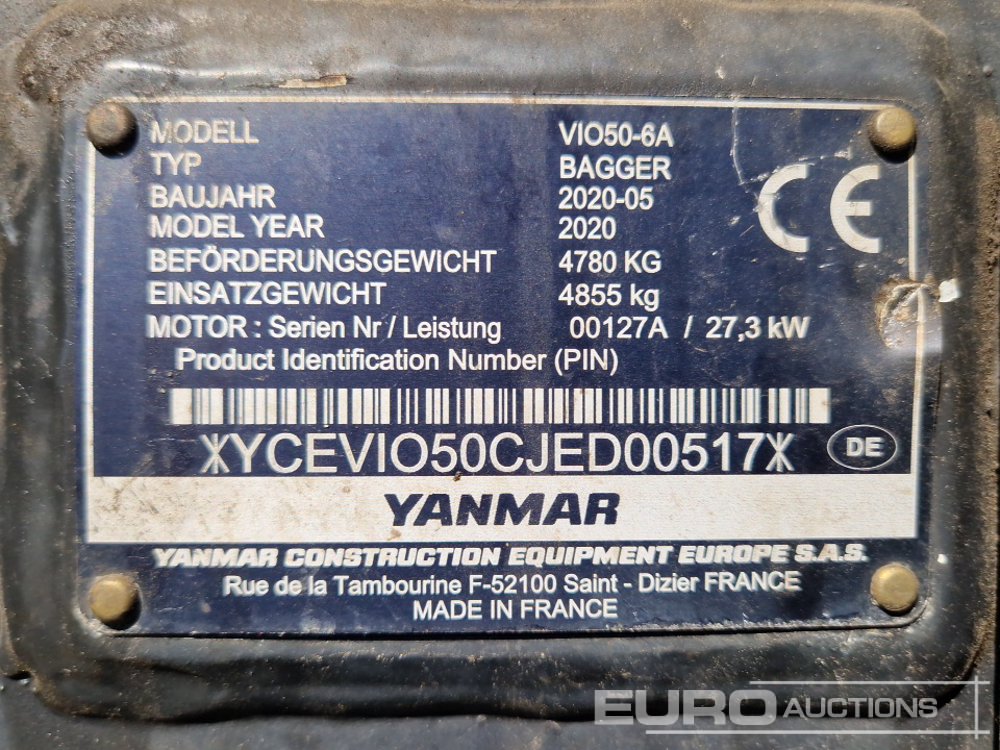 MODELL VIO50-6A
TYP BAGGER
BAUJAHR 2020-05
MODEL YEAR 2020
BEFÖRDERUNGSGEWICHT 4780 KG
EINSATZGEWICHT 4855 kg
MOTOR : Serien Nr / Leistung 00127A / 27,3 kW
Product Identification Number (PIN)
CE
YCEVIO50CJED00517
DE
YANMAR
YANMAR CONSTRUCTION EQUIPMENT EUROPE S.A.S.
Rue de la Tambourine F-52100 Saint - Dizier FRANCE
MADE IN FRANCE
EURO AUCTIONS